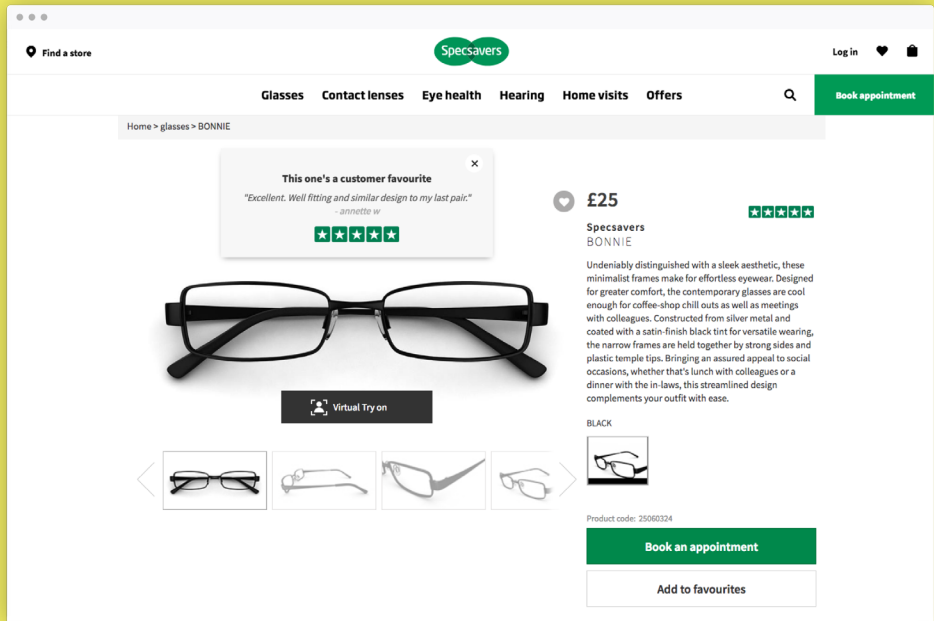 Find a store
Specsavers
Log in
Glasses Contact lenses Eye health Hearing Home visits Offers
Book appointment
Home > glasses > BONNIE
This one's a customer favourite
"Excellent. Well fitting and similar design to my last pair."
- annette w
£25
Specsavers
BONNIE
Undeniably distinguished with a sleek aesthetic, these
minimalist frames make for effortless eyewear. Designed
for greater comfort, the contemporary glasses are cool
enough for coffee-shop chill outs as well as meetings
with colleagues. Constructed from silver metal and
coated with a satin-finish black tint for versatile wearing,
the narrow frames are held together by strong sides and
plastic temple tips. Bringing an assured appeal to social
occasions, whether that's lunch with colleagues or a
dinner with the in-laws, this streamlined design
complements your outfit with ease.
Virtual Try on
BLACK
Product code: 25060324
Book an appointment
Add to favourites